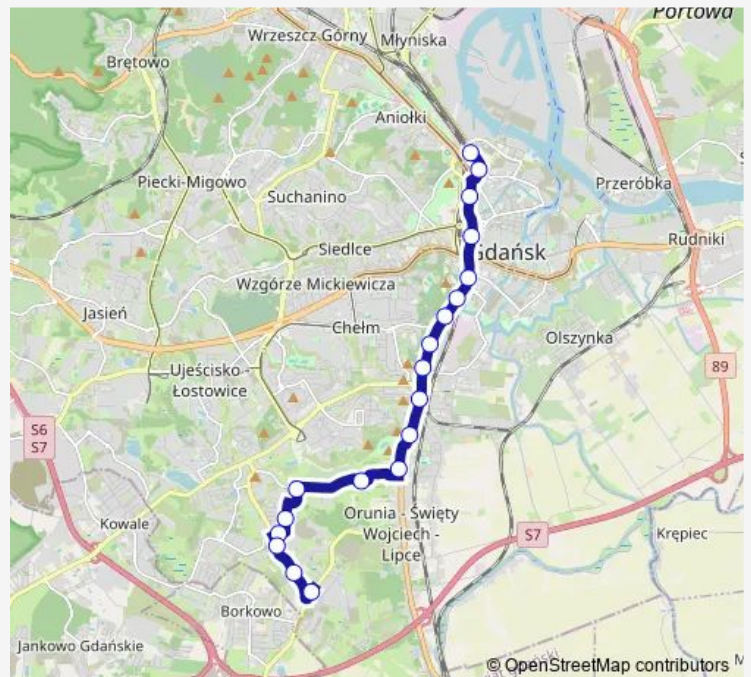 Portowa
Wrzeszcz Górny
Młyniska
Brętowo
Aniołki
Piecki-Migowo
Przeróbka
Suchanino
Rudniki
Siedlce
Gdańsk
Wzgórze Mickiewicza
Jasień
Chełm
Olszynka
89
Ujeścisko -
Łostowice
S6
S7
Orunia - Święty
Wojciech -
Lipce
Kowale
S7
Krępiec
Borkowo
Jankowo Gdańskie
© OpenStreetMap contributors